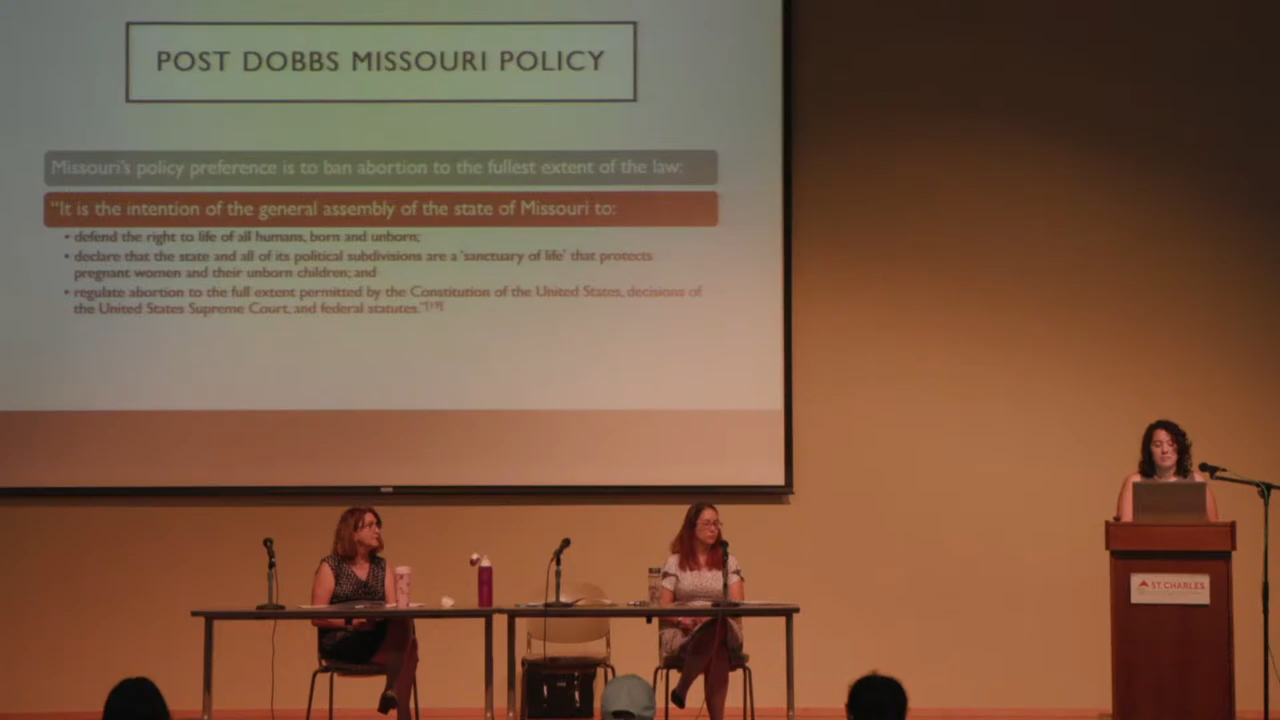 POST DOBBS MISSOURI POLICY
Missouri's policy preference is to ban abortion to the fullest extent of the law:
"It is the intention of the general assembly of the state of Missouri to:
• defend the right to life of all humans, born and unborn;
• declare that the state and all of its political subdivisions are a 'sanctuary of life' that protects
pregnant women and their unborn children; and
• regulate abortion to the full extent permitted by the Constitution of the United States, decisions of
the United States Supreme Court, and federal statutes."[19]
ST. CHARLES